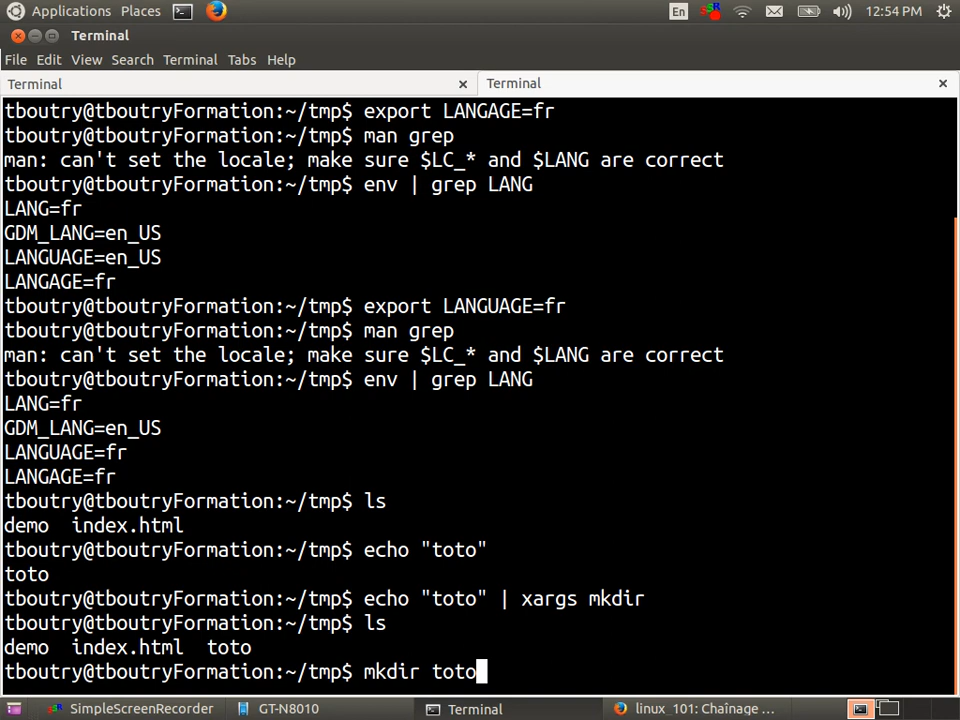 Applications Places En 12:54 PM
Terminal
File Edit View Search Terminal Tabs Help
Terminal × Terminal ×
tboutry@tboutryFormation:~/tmp$ export LANGAGE=fr
tboutry@tboutryFormation:~/tmp$ man grep
man: can't set the locale; make sure $LC_* and $LANG are correct
tboutry@tboutryFormation:~/tmp$ env | grep LANG
LANG=fr
GDM_LANG=en_US
LANGUAGE=en_US
LANGAGE=fr
tboutry@tboutryFormation:~/tmp$ export LANGUAGE=fr
tboutry@tboutryFormation:~/tmp$ man grep
man: can't set the locale; make sure $LC_* and $LANG are correct
tboutry@tboutryFormation:~/tmp$ env | grep LANG
LANG=fr
GDM_LANG=en_US
LANGUAGE=fr
LANGAGE=fr
tboutry@tboutryFormation:~/tmp$ ls
demo index.html
tboutry@tboutryFormation:~/tmp$ echo "toto"
toto
tboutry@tboutryFormation:~/tmp$ echo "toto" | xargs mkdir
tboutry@tboutryFormation:~/tmp$ ls
demo index.html toto
tboutry@tboutryFormation:~/tmp$ mkdir toto
SimpleScreenRecorder GT-N8010 Terminal linux_101: Chaînage ...